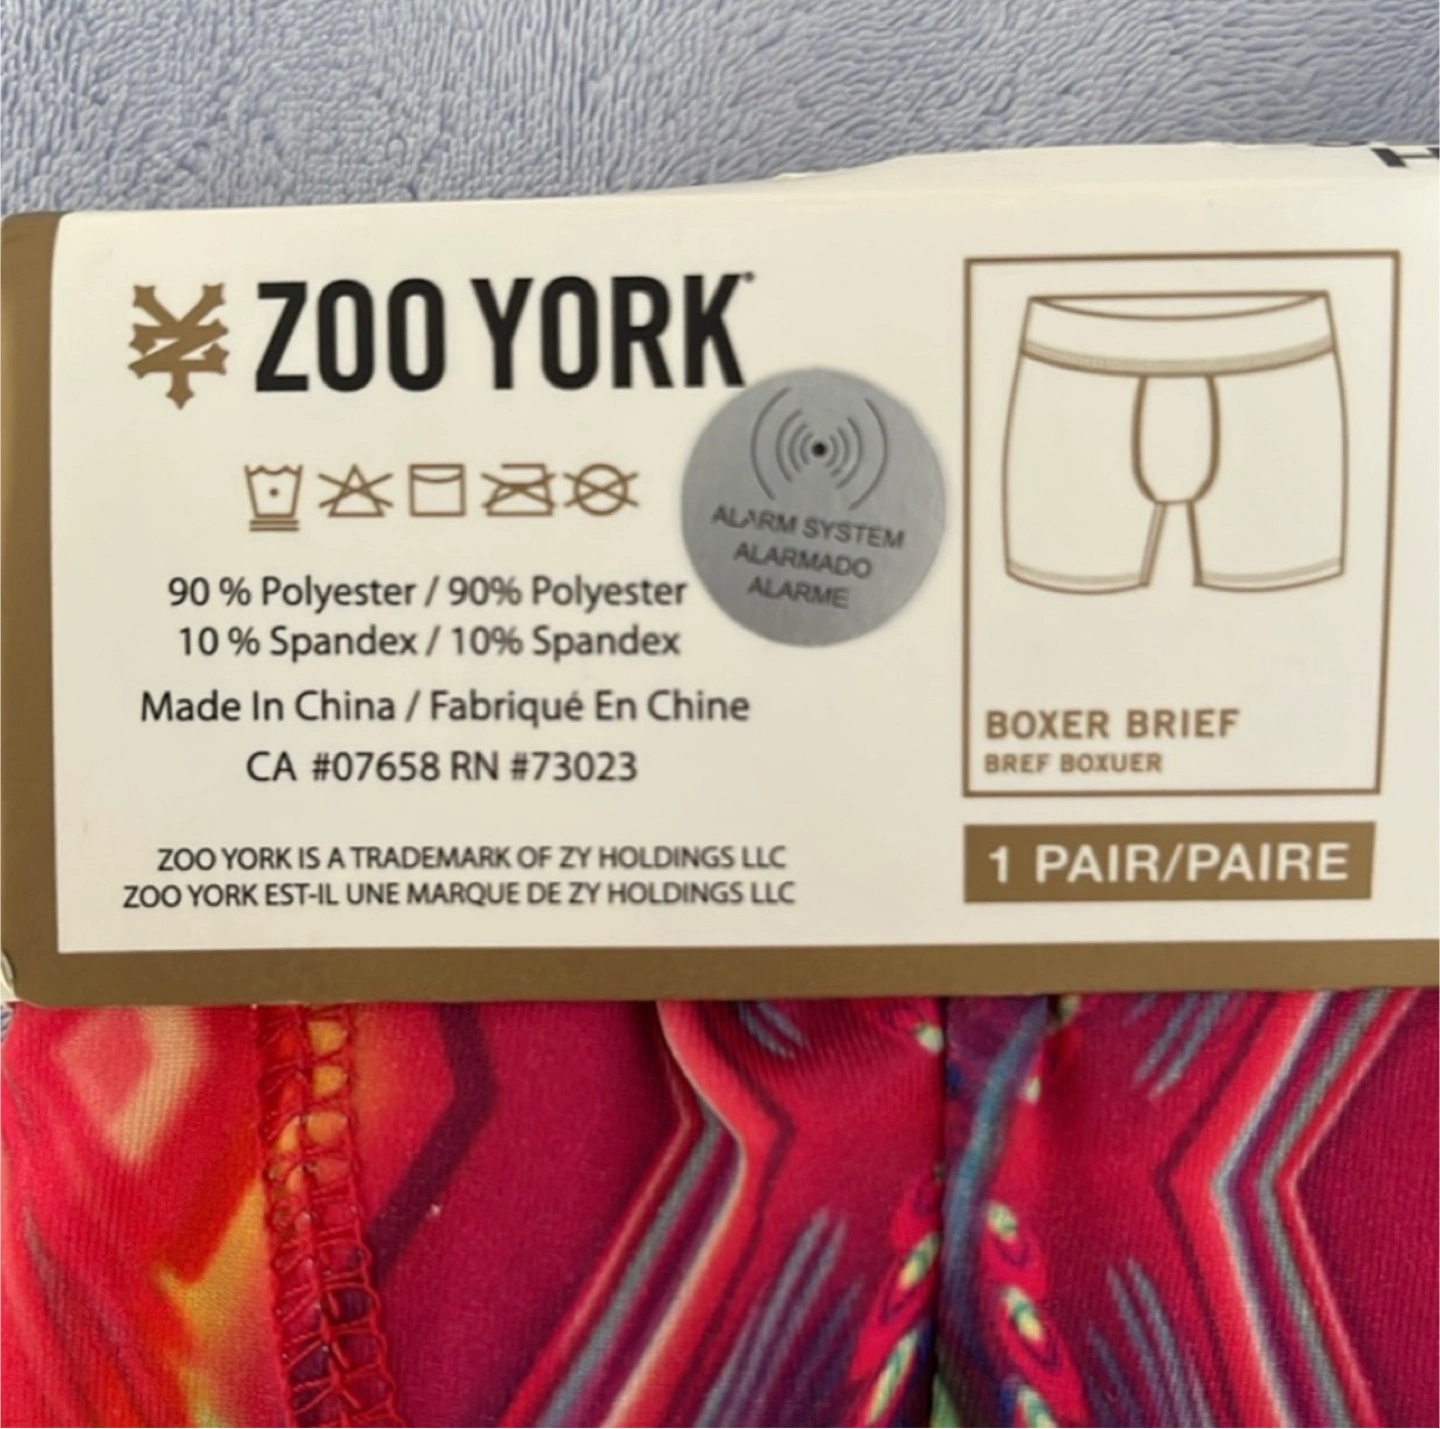 ZOO YORK
ALARM SYSTEM
ALARMADO
ALARME
90 % Polyester / 90% Polyester
10 % Spandex / 10% Spandex
Made In China / Fabriqué En Chine
CA #07658 RN #73023
ZOO YORK IS A TRADEMARK OF ZY HOLDINGS LLC
ZOO YORK EST-IL UNE MARQUE DE ZY HOLDINGS LLC
BOXER BRIEF
BREF BOXUER
1 PAIR/PAIRE